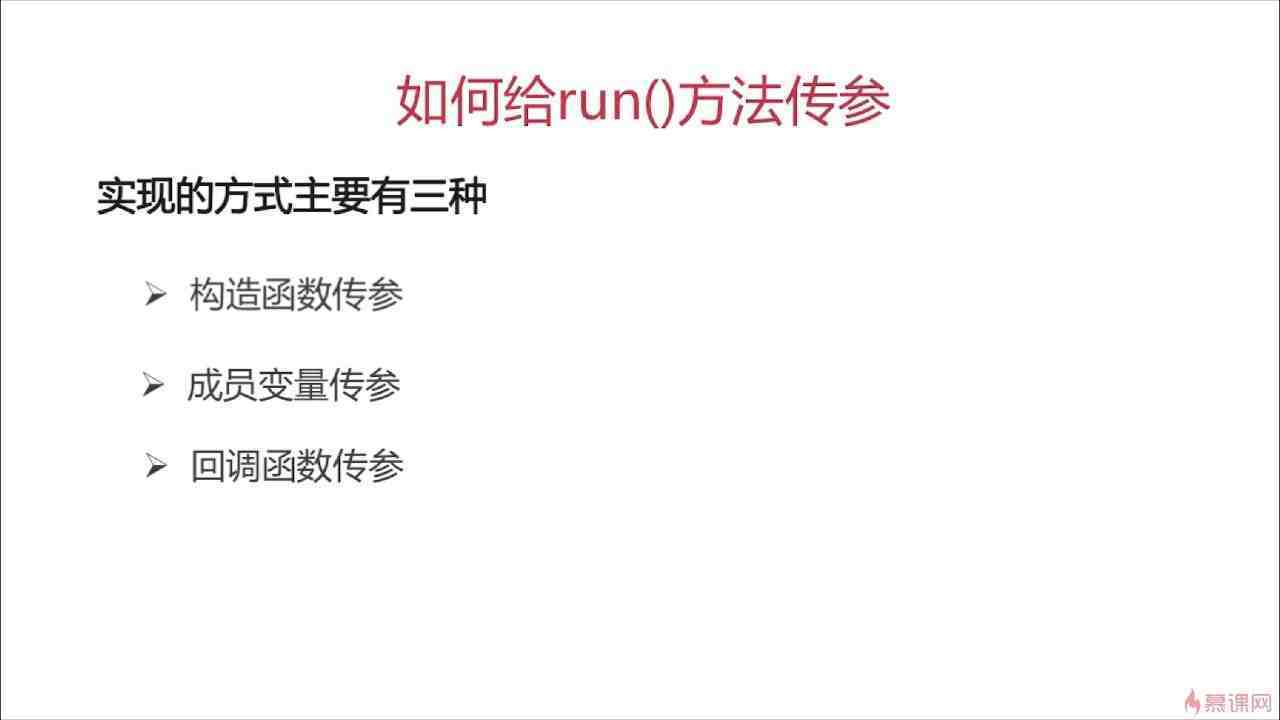 如何给run()方法传参
实现的方式主要有三种
构造函数传参
成员变量传参
回调函数传参
慕课网